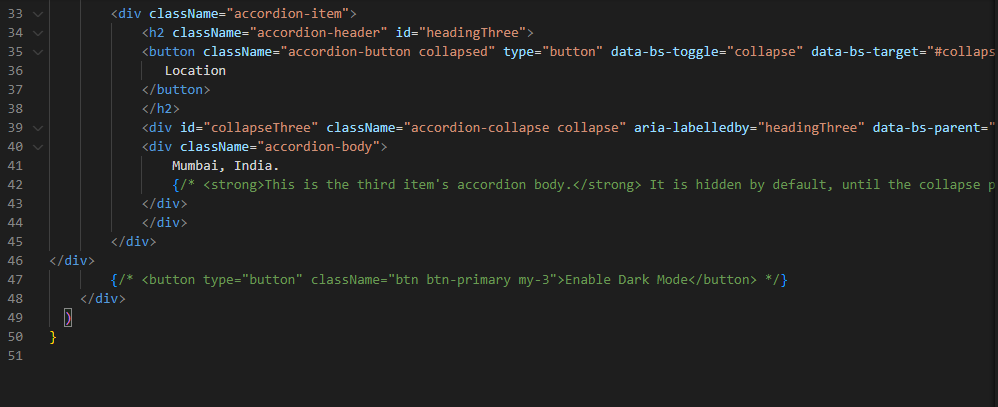 33 <div className="accordion-item">
34 <h2 className="accordion-header" id="headingThree">
35 <button className="accordion-button collapsed" type="button" data-bs-toggle="collapse" data-bs-target="#collaps
36 Location
37 </button>
38 </h2>
39 <div id="collapseThree" className="accordion-collapse collapse" aria-labelledby="headingThree" data-bs-parent="
40 <div className="accordion-body">
41 Mumbai, India.
42 {/* <strong>This is the third item's accordion body.</strong> It is hidden by default, until the collapse p
43 </div>
44 </div>
45 </div>
46 </div>
47 {/* <button type="button" className="btn btn-primary my-3">Enable Dark Mode</button> */}
48 </div>
49 )
50 }
51